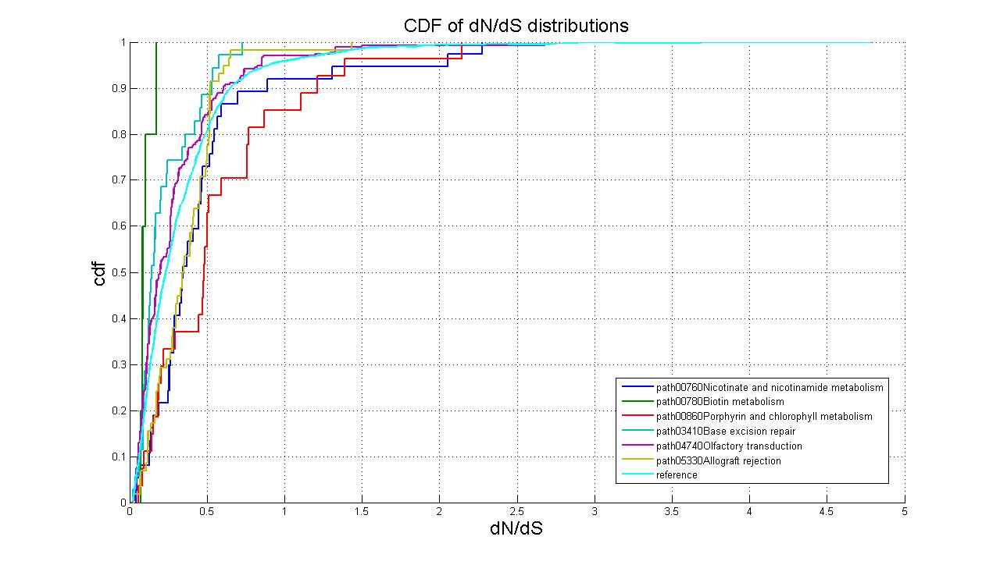 CDF of dN/dS distributions
1
0.9
0.8
0.7
0.6
0.5
0.4
0.3
0.2
0.1
0
cdf
path00760Nicotinate and nicotinamide metabolism
path00780Biotin metabolism
path00860Porphyrin and chlorophyll metabolism
path03410Base excision repair
path04740Olfactory transduction
path05330Allograft rejection
reference
0 0.5 1 1.5 2 2.5 3 3.5 4 4.5 5
dN/dS